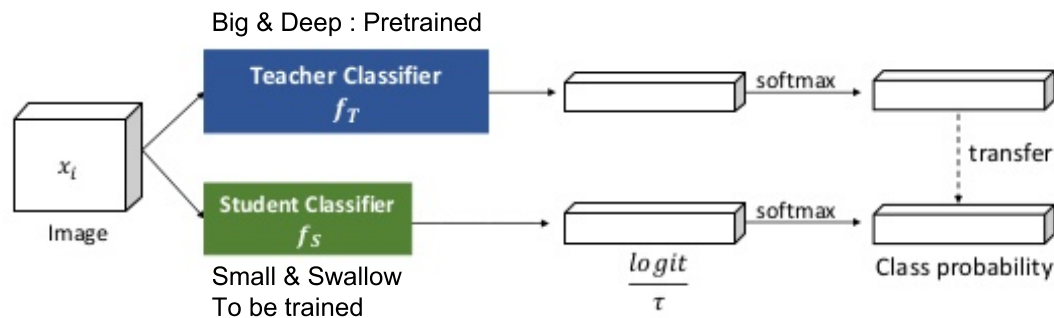 Big & Deep : Pretrained
Teacher Classifier
f_T
softmax
x_i
transfer
Student Classifier
f_S
softmax
Image
Small & Swallow
To be trained
logit
τ
Class probability